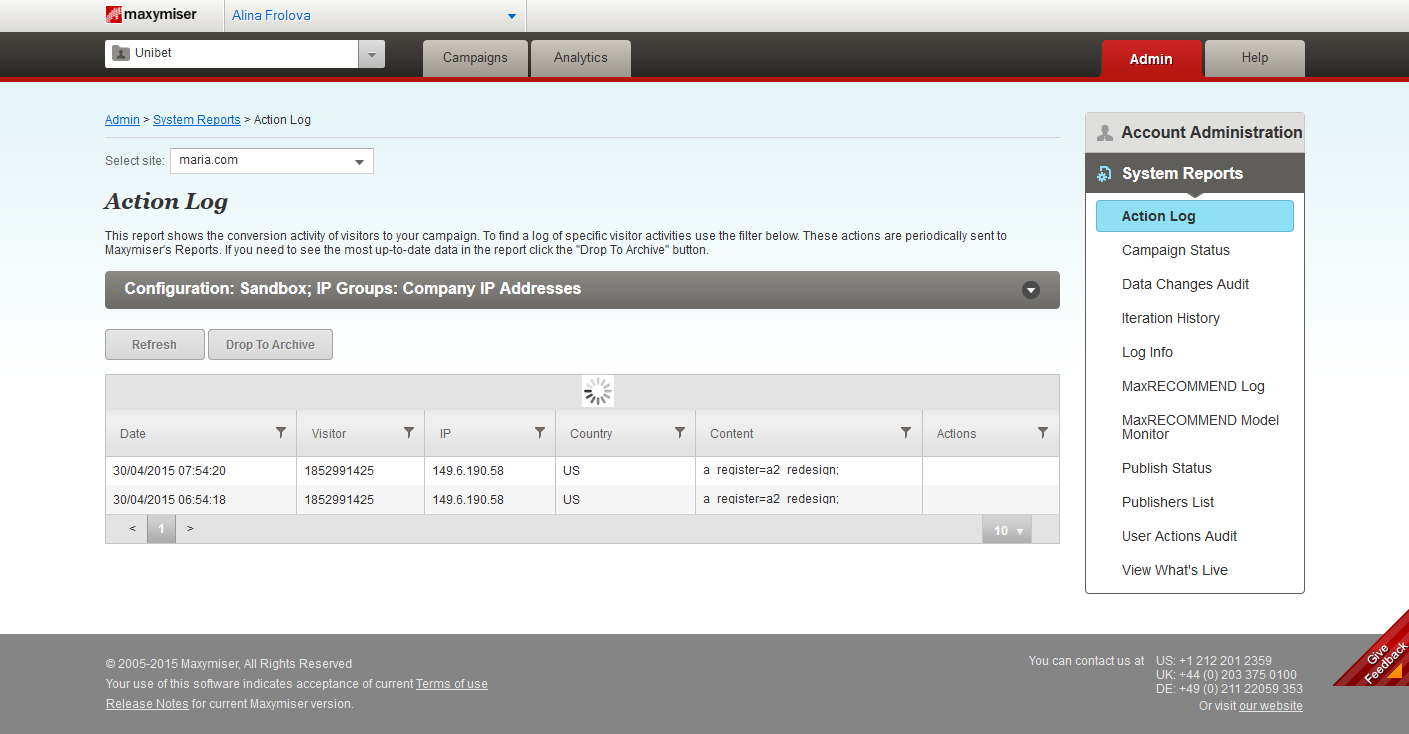 maxymiser
Alina Frolova
Unibet
Campaigns
Analytics
Admin
Help
Admin > System Reports > Action Log
Select site: maria.com
Action Log
This report shows the conversion activity of visitors to your campaign. To find a log of specific visitor activities use the filter below. These actions are periodically sent to
Maxymiser's Reports. If you need to see the most up-to-date data in the report click the "Drop To Archive" button.
Configuration: Sandbox; IP Groups: Company IP Addresses
Refresh
Drop To Archive
Date Visitor IP Country Content Actions
30/04/2015 07:54:20 1852991425 149.6.190.58 US a_register=a2_redesign;
30/04/2015 06:54:18 1852991425 149.6.190.58 US a_register=a2_redesign;
< 1 > 10
Account Administration
System Reports
Action Log
Campaign Status
Data Changes Audit
Iteration History
Log Info
MaxRECOMMEND Log
MaxRECOMMEND Model
Monitor
Publish Status
Publishers List
User Actions Audit
View What's Live
© 2005-2015 Maxymiser, All Rights Reserved
Your use of this software indicates acceptance of current Terms of use
Release Notes for current Maxymiser version.
You can contact us at US: +1 212 201 2359
UK: +44 (0) 203 375 0100
DE: +49 (0) 211 22059 353
Or visit our website
Give
Feedback